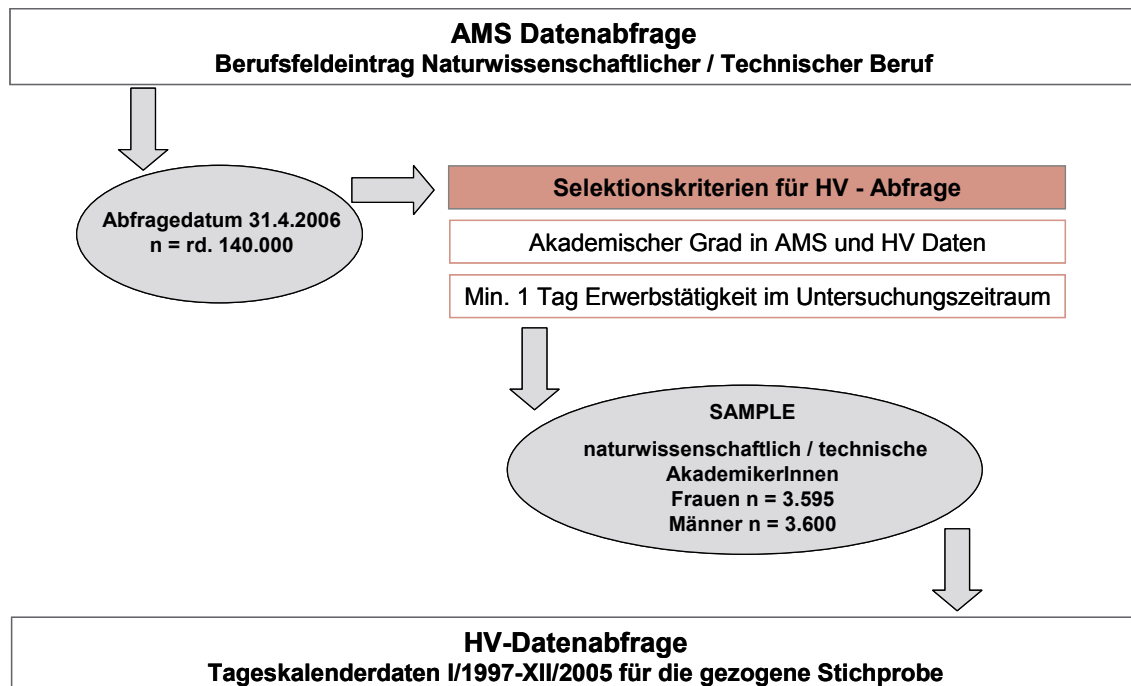 AMS Datenabfrage
Berufsfeldeintrag Naturwissenschaftlicher / Technischer Beruf
Abfragedatum 31.4.2006
n = rd. 140.000
Selektionskriterien für HV - Abfrage
Akademischer Grad in AMS und HV Daten
Min. 1 Tag Erwerbstätigkeit im Untersuchungszeitraum
SAMPLE
naturwissenschaftlich / technische
AkademikerInnen
Frauen n = 3.595
Männer n = 3.600
HV-Datenabfrage
Tageskalenderdaten I/1997-XII/2005 für die gezogene Stichprobe